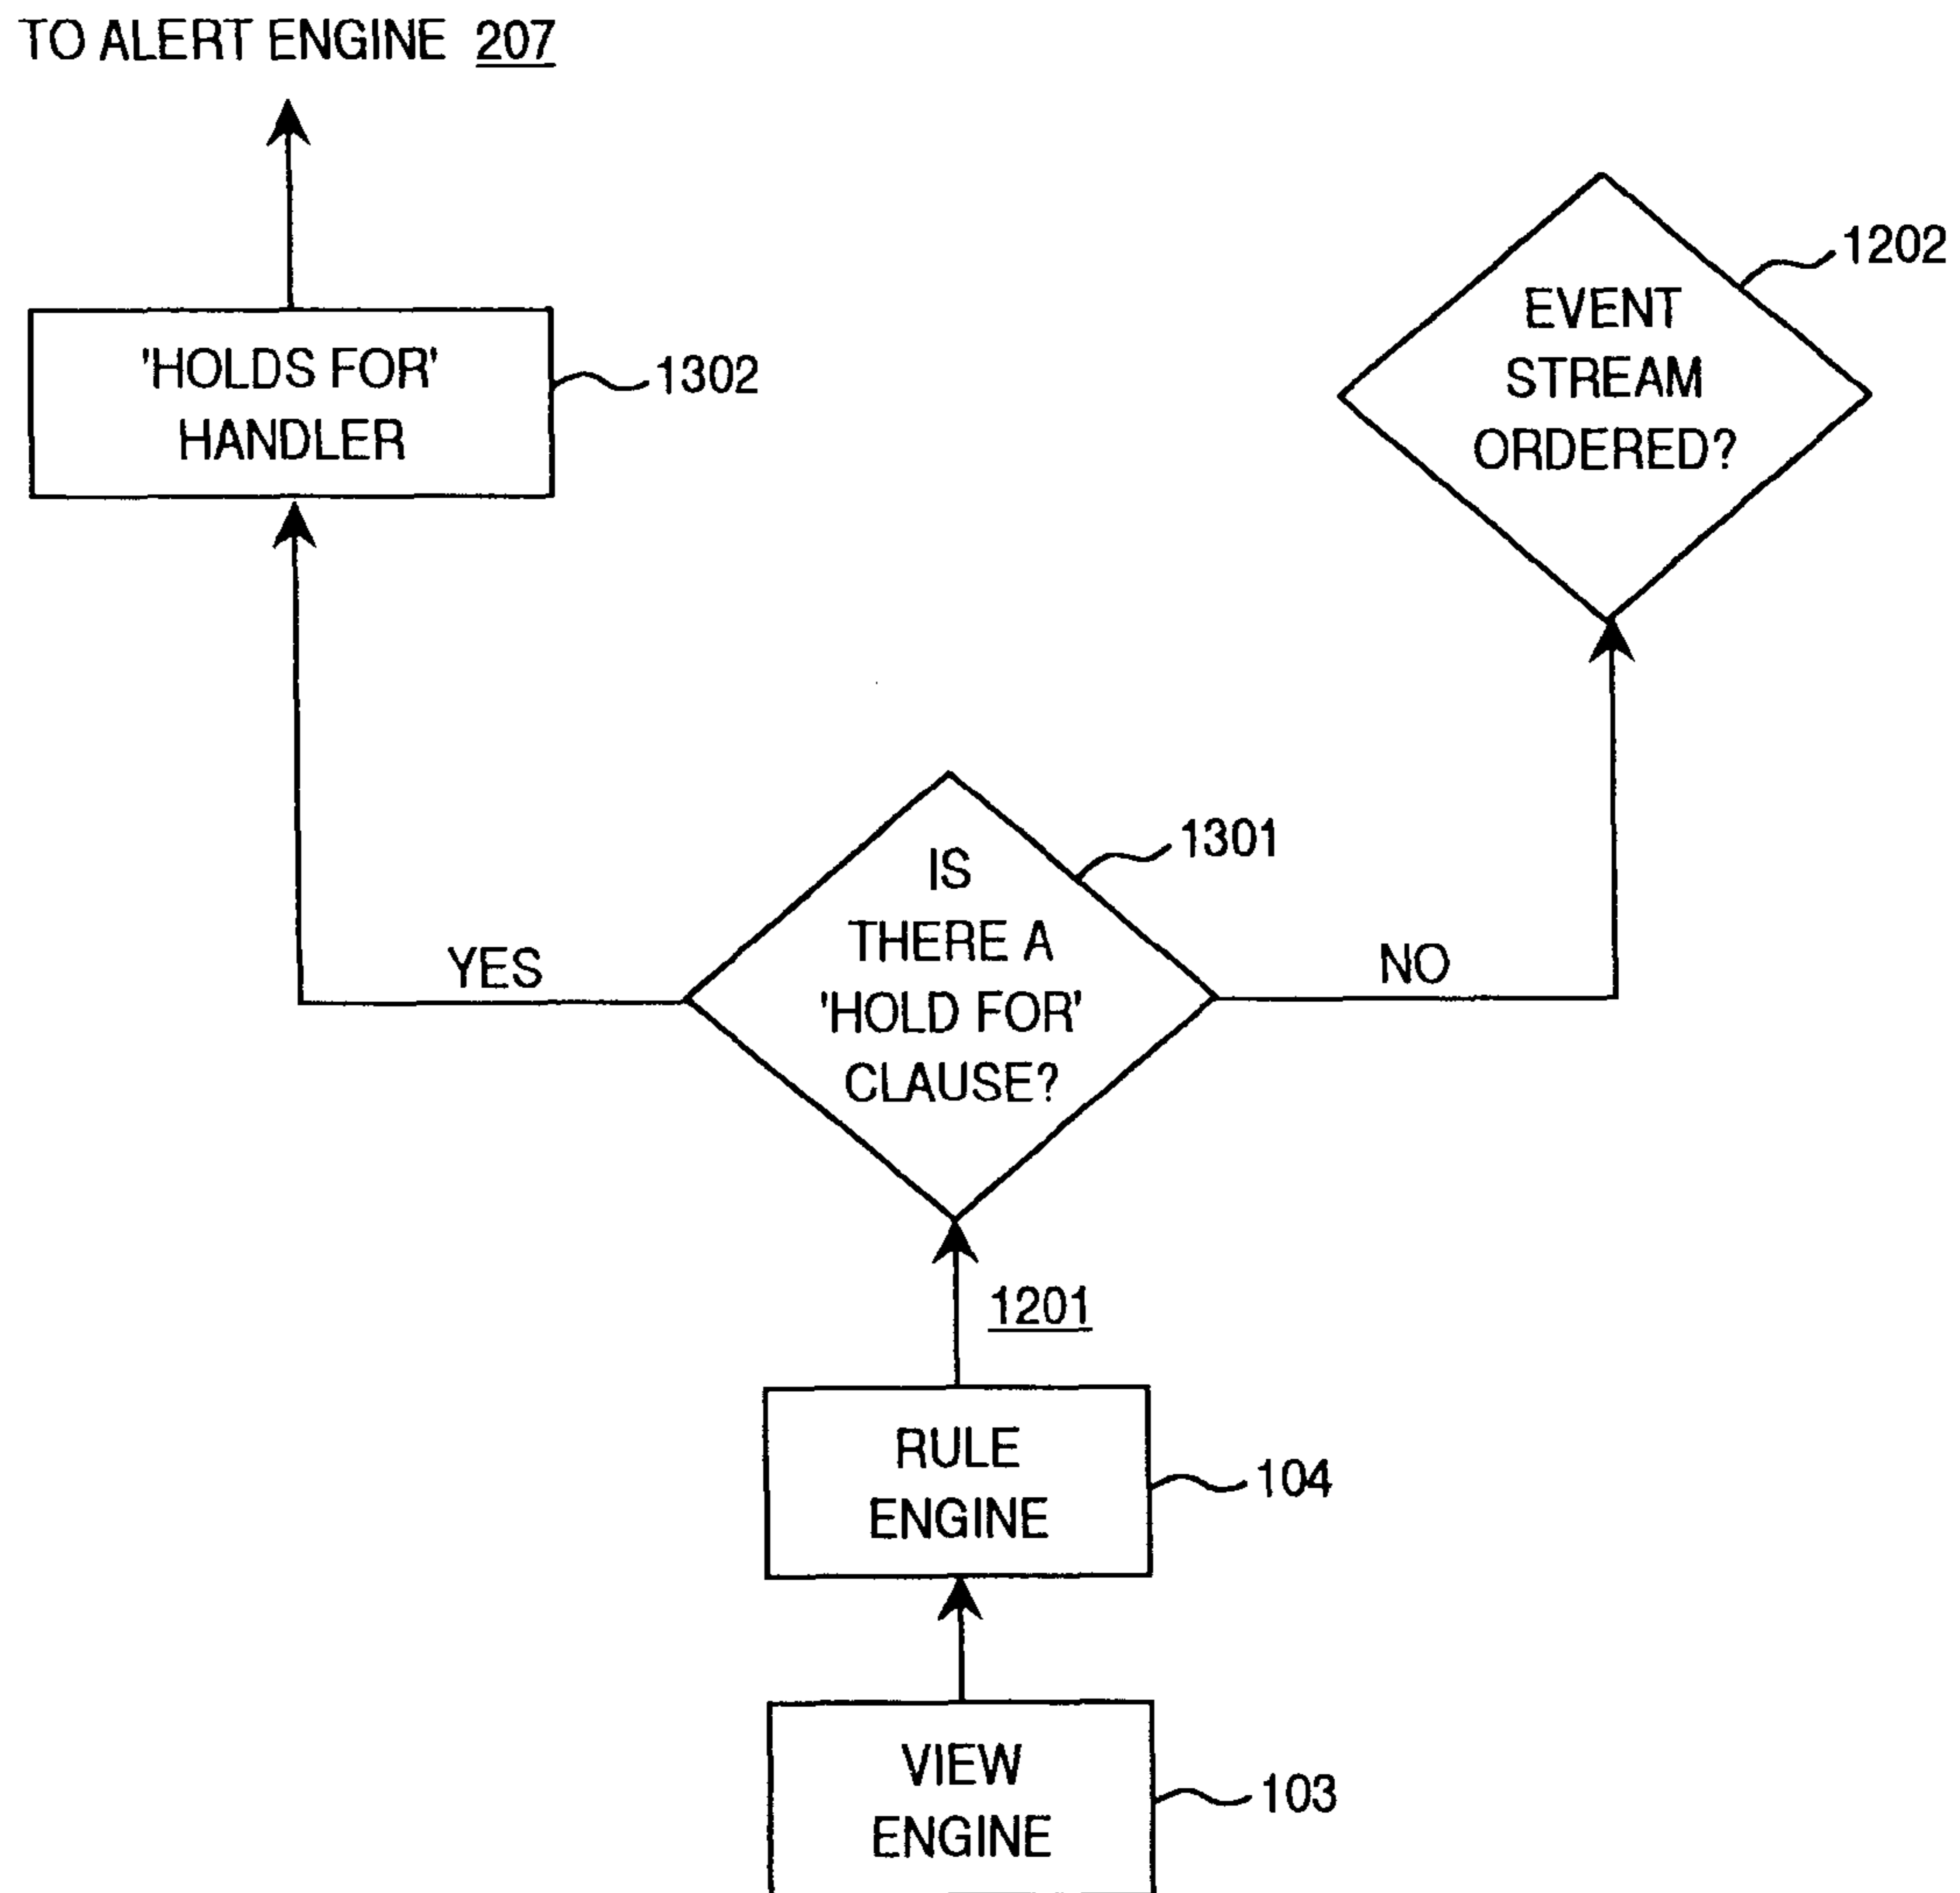 TO ALERT ENGINE 207
'HOLDS FOR'
HANDLER
1302
EVENT
STREAM
ORDERED?
1202
IS
THERE A
'HOLD FOR'
CLAUSE?
1301
YES
NO
1201
RULE
ENGINE
104
VIEW
ENGINE
103